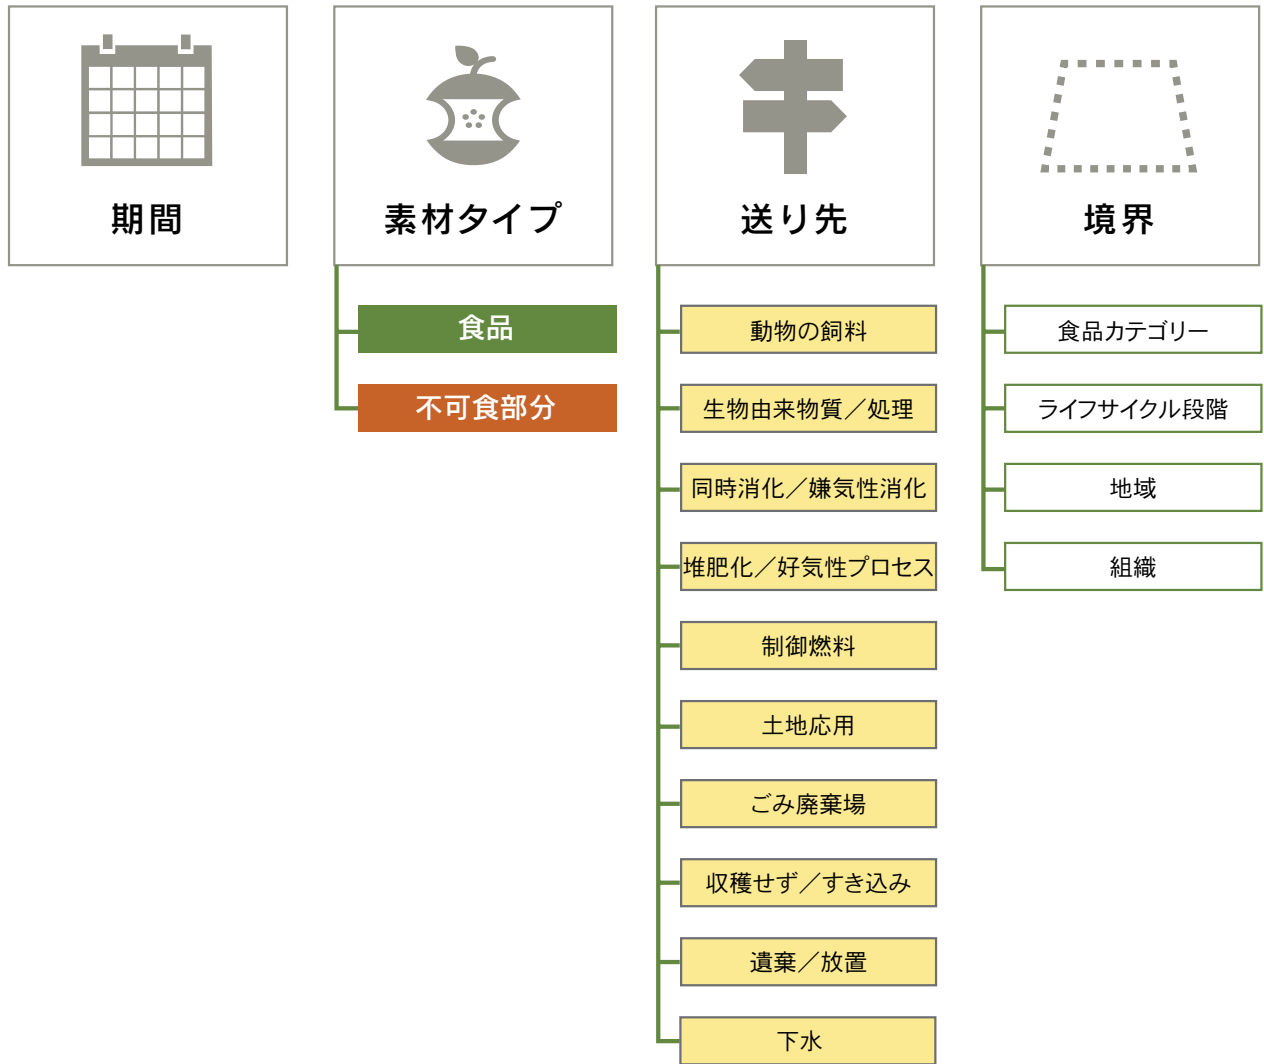 期間
素材タイプ
食品
不可食部分
送り先
動物の飼料
生物由来物質／処理
同時消化／嫌気性消化
堆肥化／好気性プロセス
制御燃料
土地応用
ごみ廃棄場
収穫せず／すき込み
遺棄／放置
下水
境界
食品カテゴリー
ライフサイクル段階
地域
組織